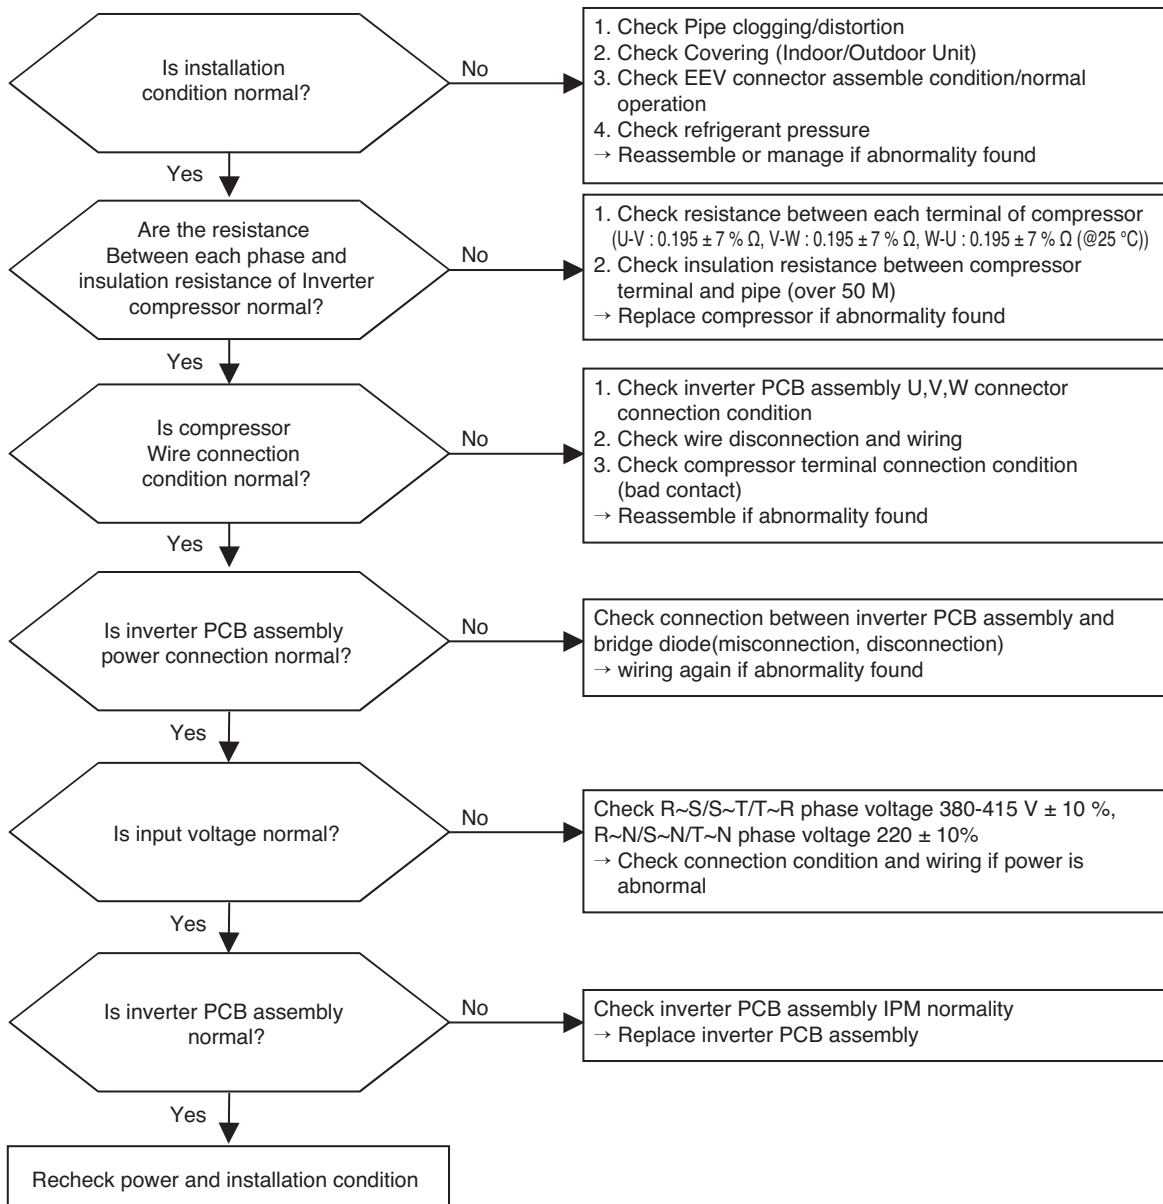 Is installation
condition normal?
No
1. Check Pipe clogging/distortion
2. Check Covering (Indoor/Outdoor Unit)
3. Check EEV connector assemble condition/normal
operation
4. Check refrigerant pressure
→ Reassemble or manage if abnormality found
Yes
Are the resistance
Between each phase and
insulation resistance of Inverter
compressor normal?
No
1. Check resistance between each terminal of compressor
(U-V : 0.195 ± 7 % Ω, V-W : 0.195 ± 7 % Ω, W-U : 0.195 ± 7 % Ω (@25 °C))
2. Check insulation resistance between compressor
terminal and pipe (over 50 M)
→ Replace compressor if abnormality found
Yes
Is compressor
Wire connection
condition normal?
No
1. Check inverter PCB assembly U,V,W connector
connection condition
2. Check wire disconnection and wiring
3. Check compressor terminal connection condition
(bad contact)
→ Reassemble if abnormality found
Yes
Is inverter PCB assembly
power connection normal?
No
Check connection between inverter PCB assembly and
bridge diode(misconnection, disconnection)
→ wiring again if abnormality found
Yes
Is input voltage normal?
No
Check R~S/S~T/T~R phase voltage 380-415 V ± 10 %,
R~N/S~N/T~N phase voltage 220 ± 10%
→ Check connection condition and wiring if power is
abnormal
Yes
Is inverter PCB assembly
normal?
No
Check inverter PCB assembly IPM normality
→ Replace inverter PCB assembly
Yes
Recheck power and installation condition